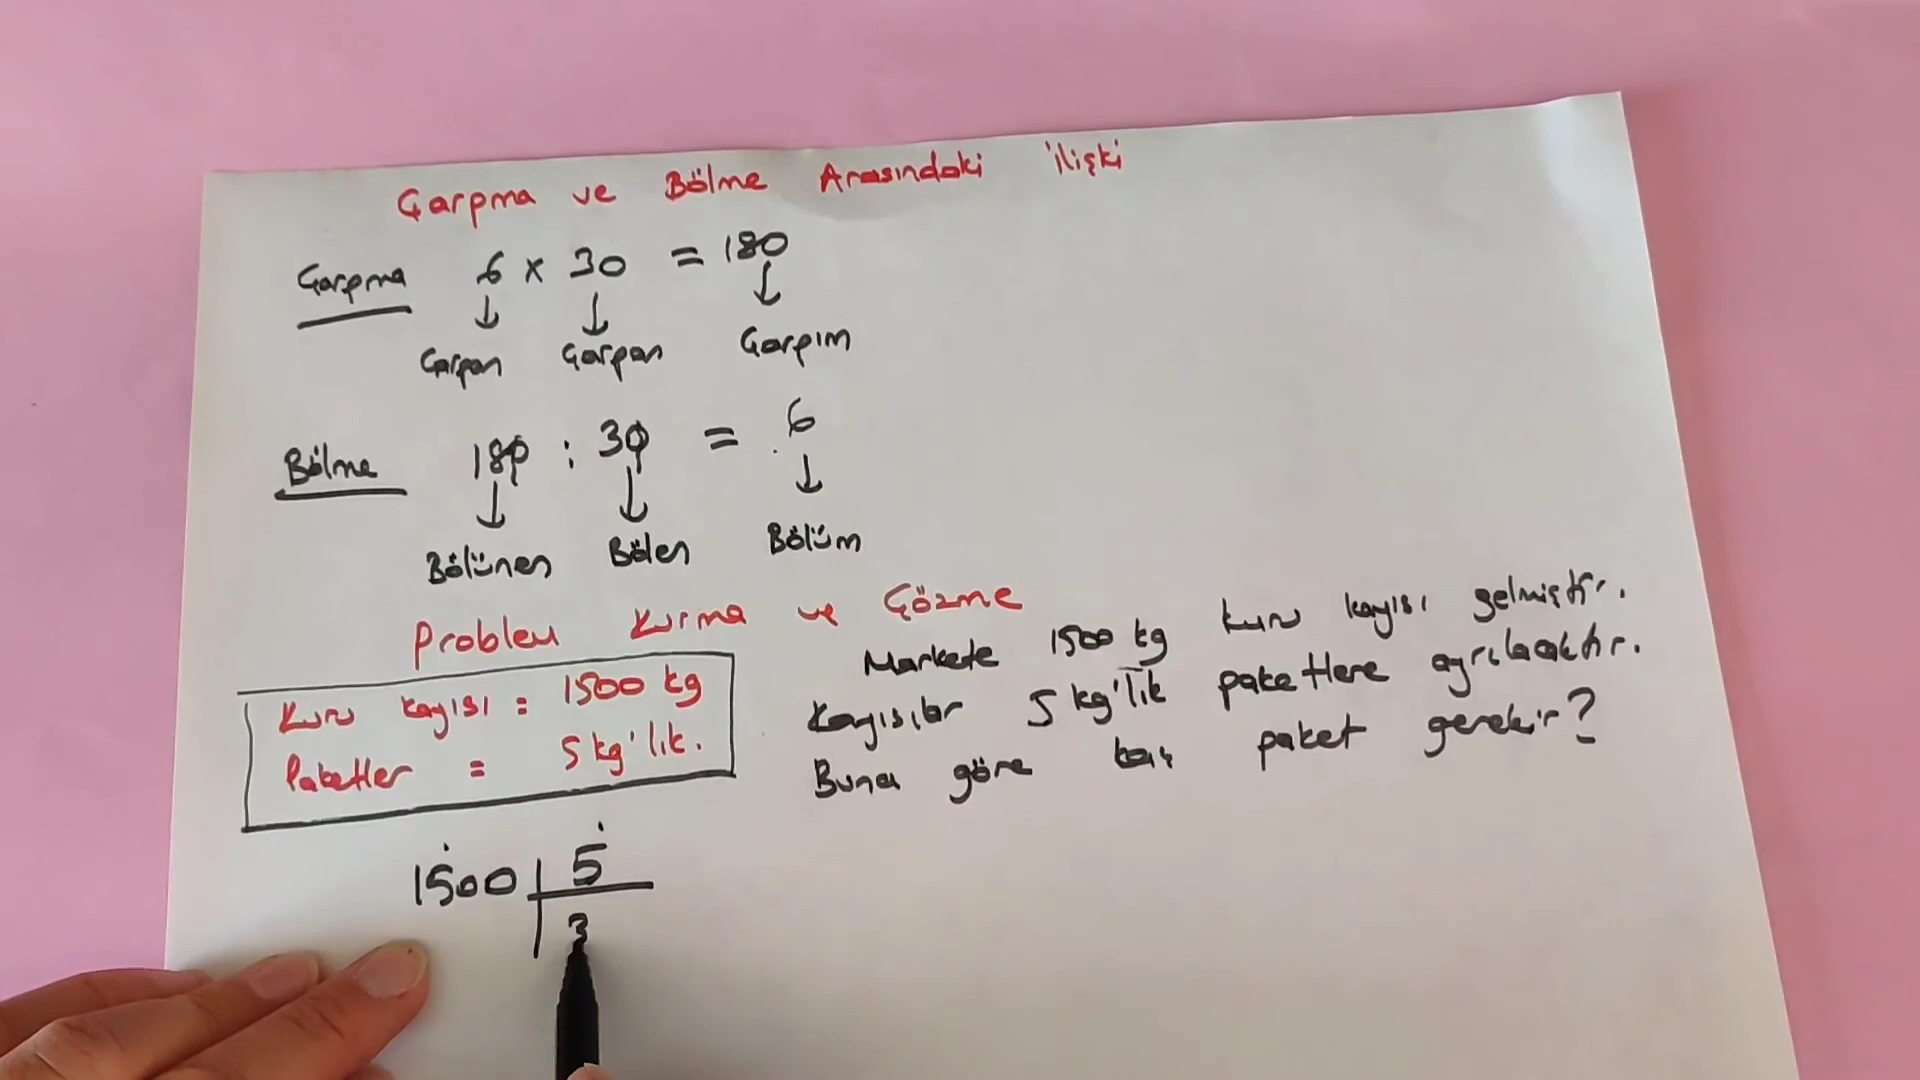 Çarpma ve Bölme Arasındaki İlişki
Çarpma 6 x 30 = 180
Çarpan Çarpan Çarpım
Bölme 180 : 30 = 6
Bölünen Bölen Bölüm
Problem Kurma ve Çözme
Kuru kayısı = 1500 kg
Paketler = 5 kg'lık.
Markete 1500 kg kuru kayısı gelmiştir.
Kayısılar 5 kg'lık paketlere ayrılacaktır.
Buna göre kaç paket gerekir?
1500 5
3